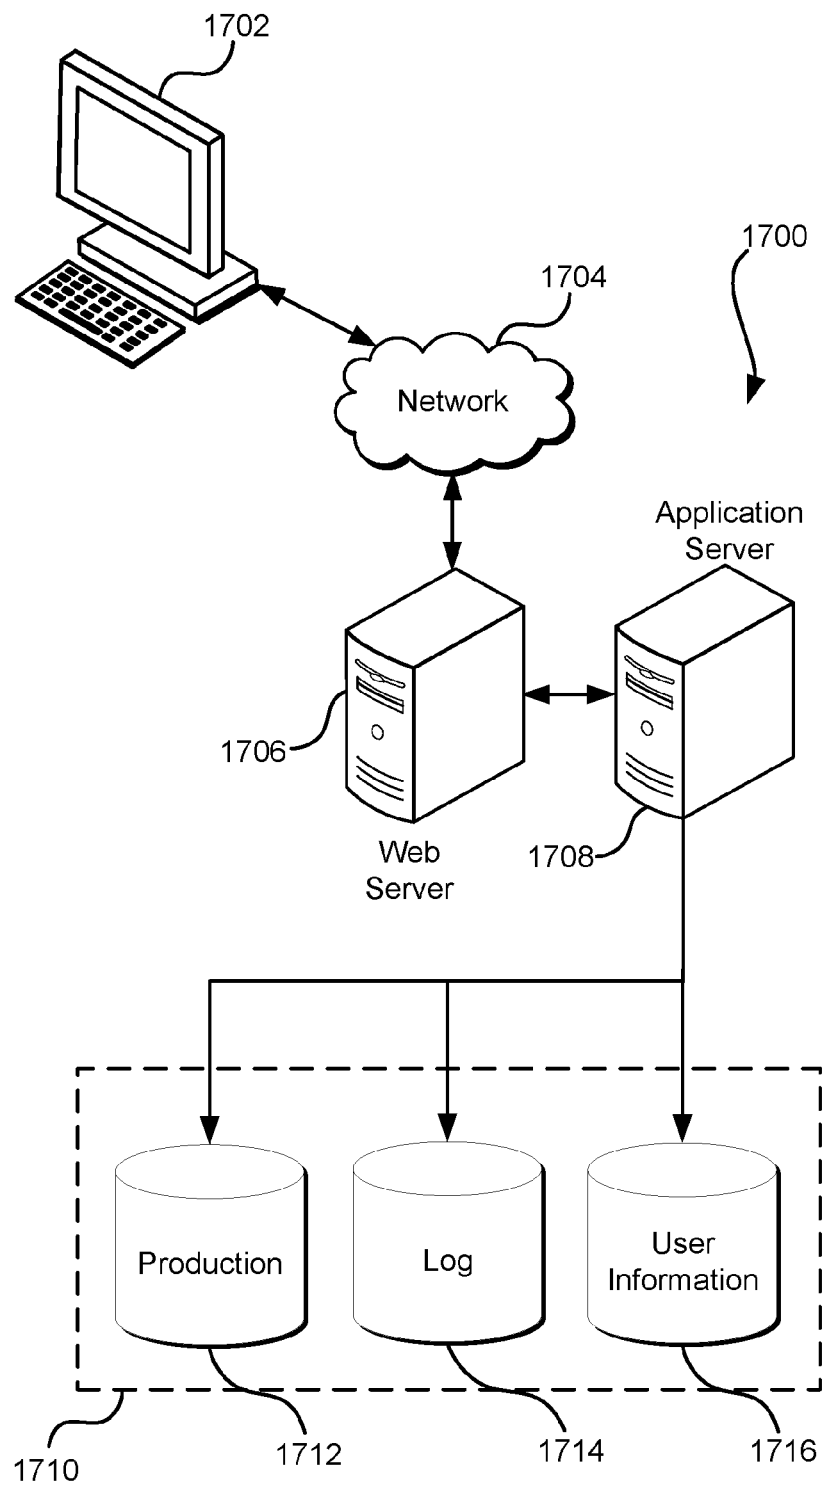 1702
1700
1704
Network
Application
Server
1706
Web
Server
1708
Production
Log
User
Information
1710
1712
1714
1716